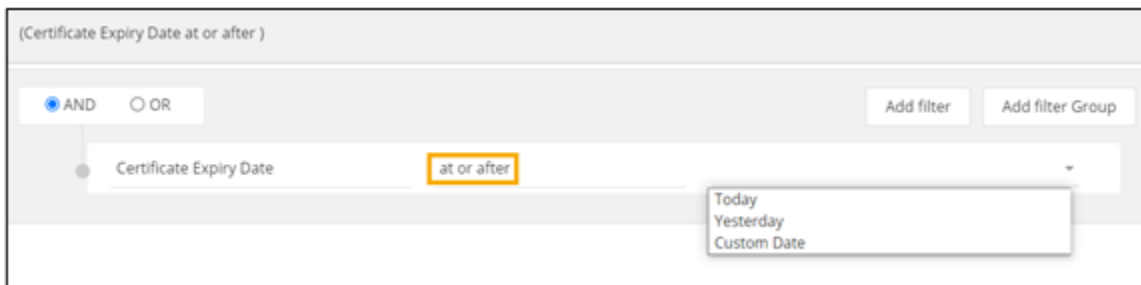 (Certificate Expiry Date at or after )
AND OR Add filter Add filter Group
Certificate Expiry Date at or after
Today
Yesterday
Custom Date